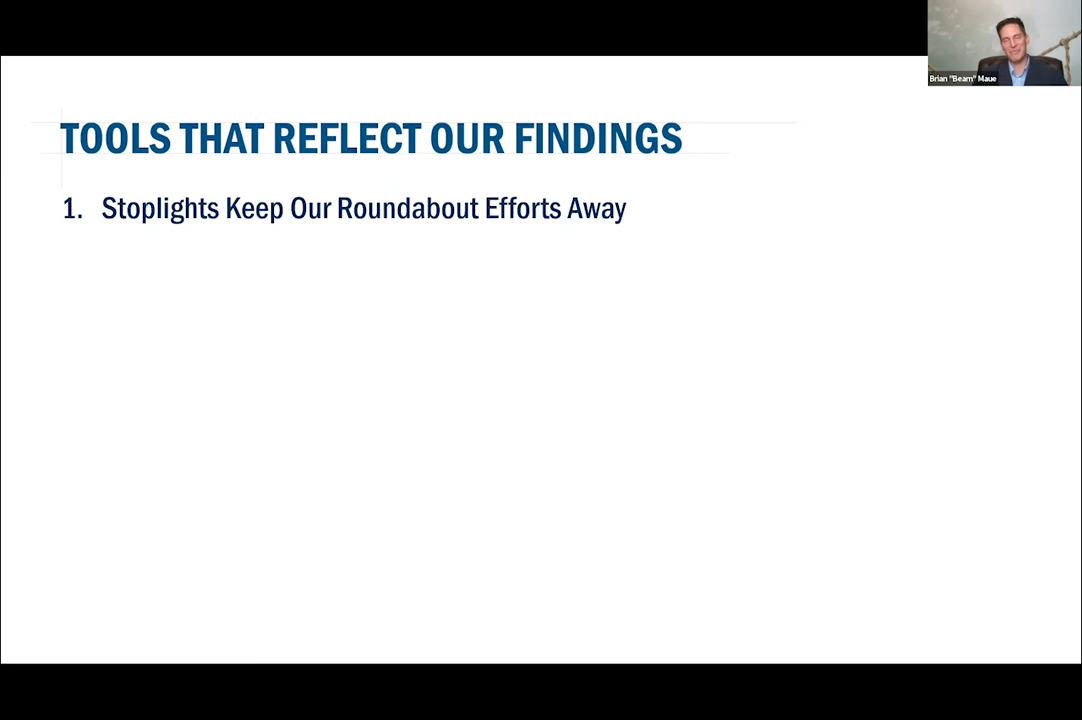 Brian "Beam" Maue
TOOLS THAT REFLECT OUR FINDINGS
1. Stoplights Keep Our Roundabout Efforts Away